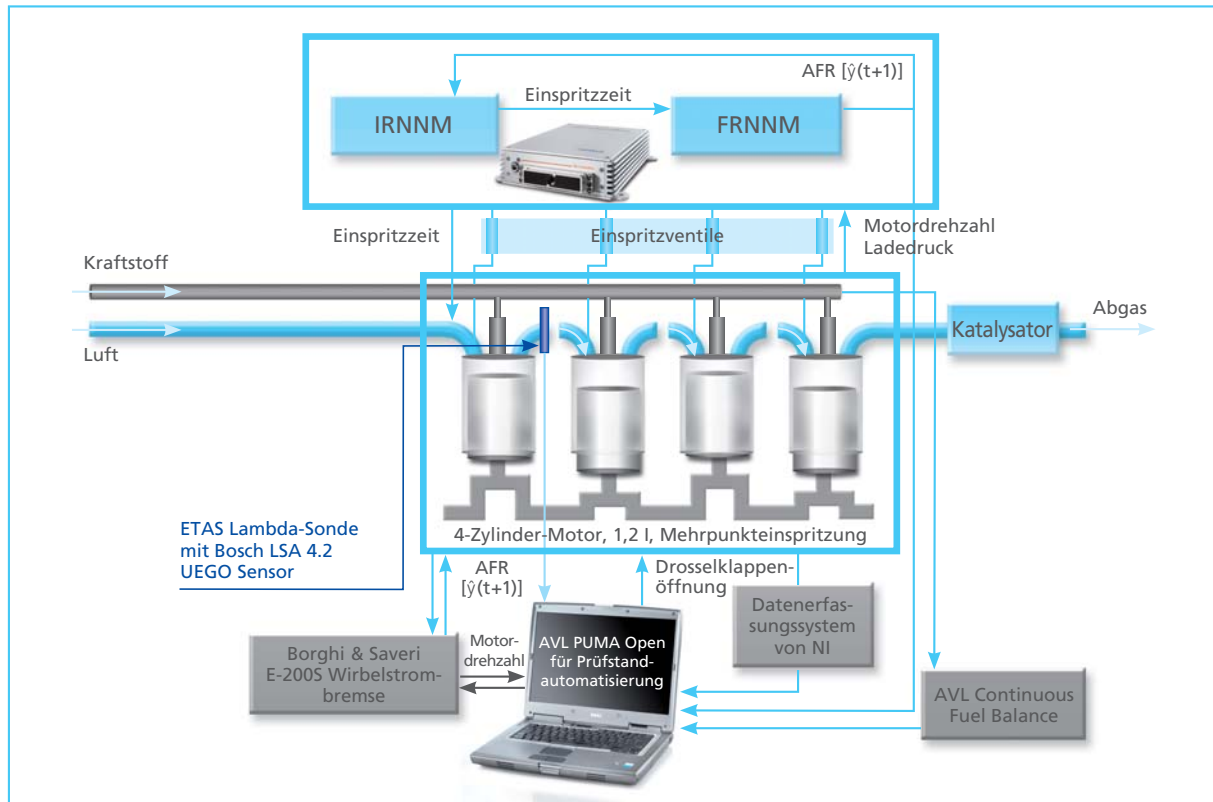 AFR [ŷ(t+1)]
Einspritzzeit
IRNNM
FRNNM
Einspritzzeit
Einspritzventile
Motordrehzahl
Ladedruck
Kraftstoff
Luft
Abgas
Katalysator
4-Zylinder-Motor, 1,2 l, Mehrpunkteinspritzung
ETAS Lambda-Sonde
mit Bosch LSA 4.2
UEGO Sensor
AFR
[ŷ(t+1)]
Drosselklappen-
öffnung
Datenerfas-
sungssystem
von NI
Borghi & Saveri
E-200S Wirbelstrom-
bremse
Motor-
drehzahl
AVL PUMA Open
für Prüfstand-
automatisierung
AVL Continuous
Fuel Balance